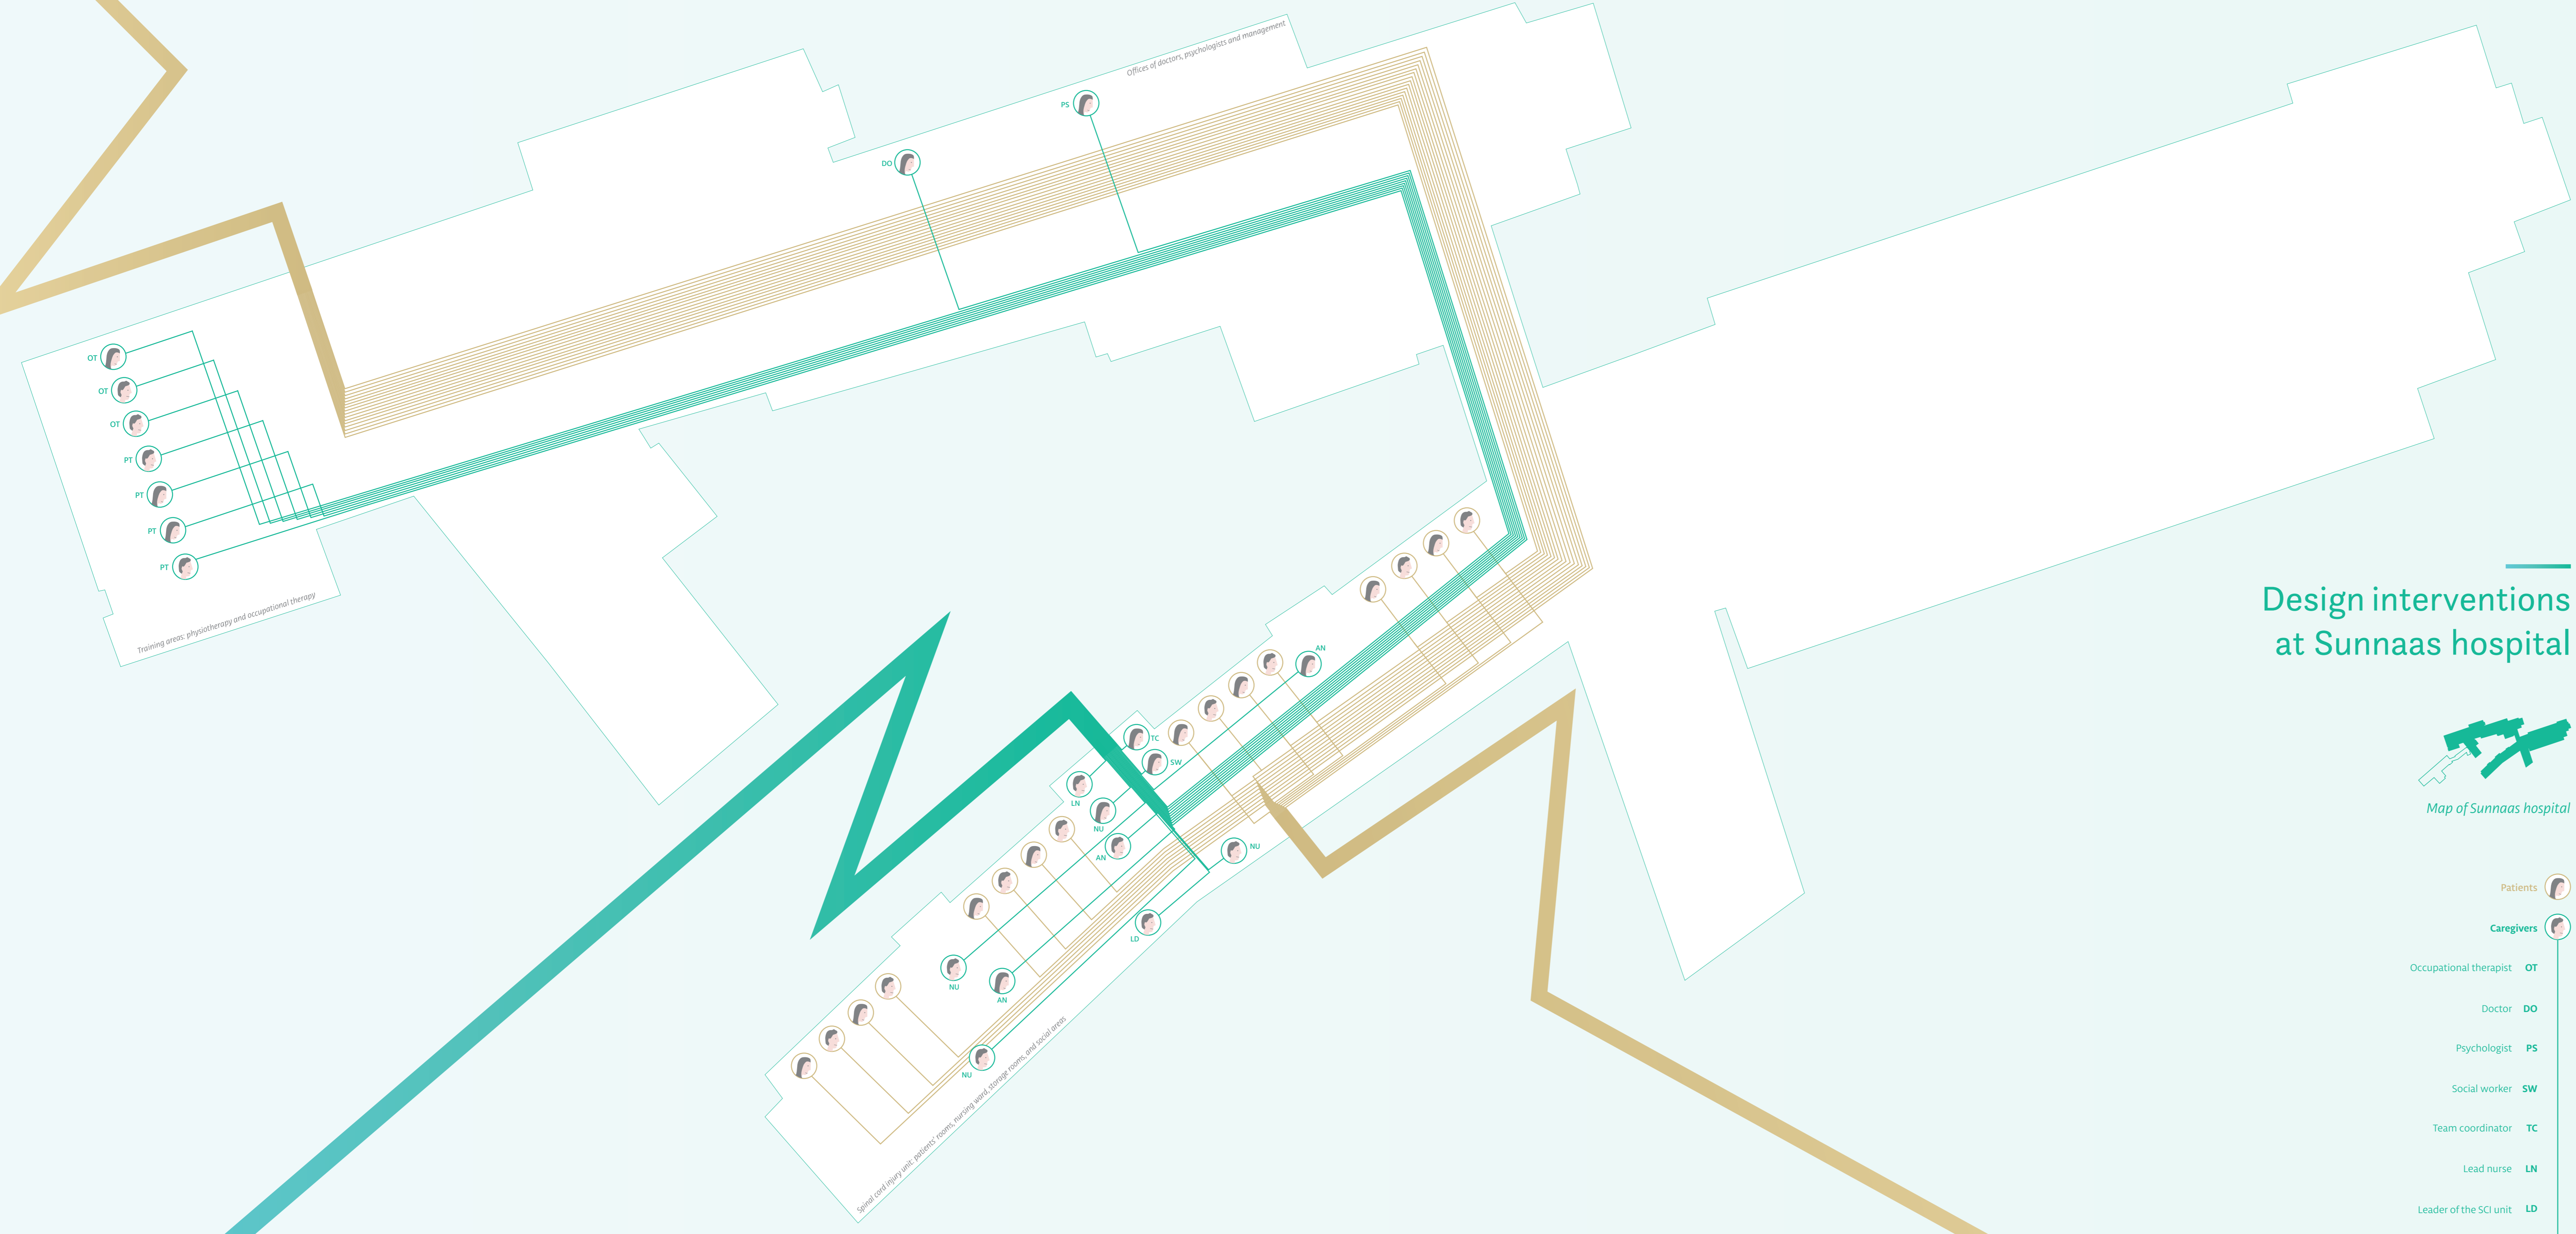 Offices of doctors, psychologists and management
PS
DO
OT
OT
OT
PT
PT
PT
PT
Training areas: physiotherapy and occupational therapy
AN
TC
SW
LN
NU
AN
NU
LD
NU
AN
NU
Spinal cord injury unit: patients' rooms, nursing ward, storage rooms, and social areas
Design interventions
at Sunnaas hospital
Map of Sunnaas hospital
Patients
Caregivers
Occupational therapist OT
Doctor DO
Psychologist PS
Social worker SW
Team coordinator TC
Lead nurse LN
Leader of the SCI unit LD